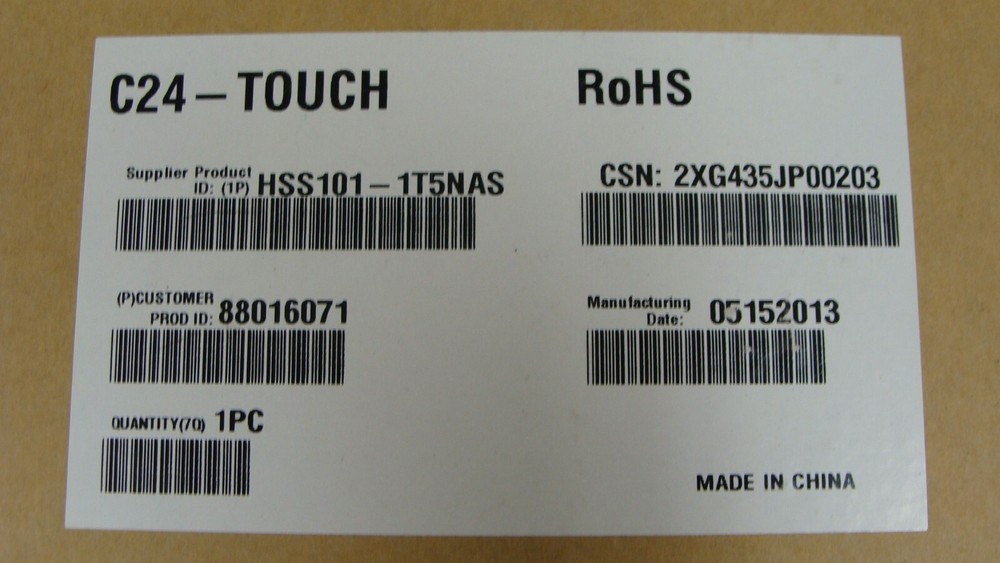 C24 – TOUCH
RoHS
Supplier Product
ID: (1P) HSS101 – 1T5NAS
CSN: 2XG435JP00203
(P)CUSTOMER
PROD ID: 88016071
Manufacturing
Date: 05152013
QUANTITY(7Q) 1PC
MADE IN CHINA